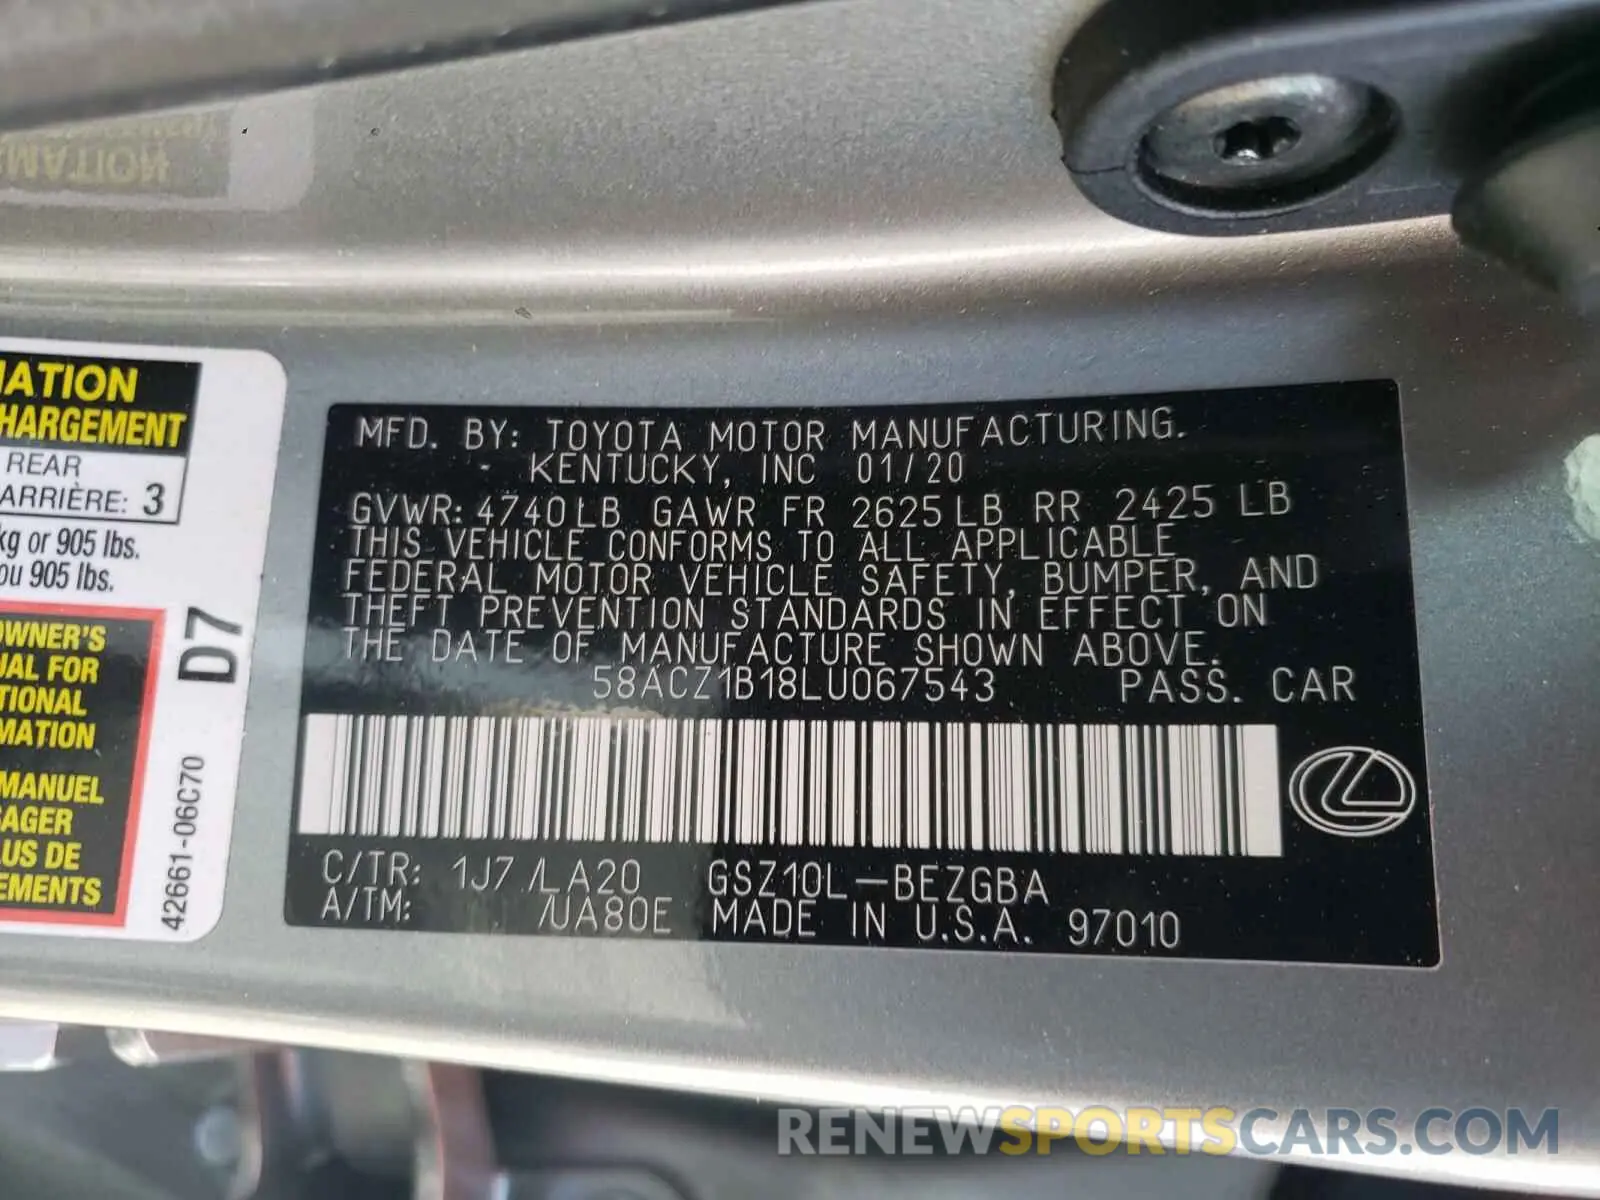 MATION
IATION
HARGEMENT
REAR
ARRIÈRE: 3
kg or 905 lbs.
ou 905 lbs.
OWNER'S
UAL FOR
TIONAL
MATION
MANUEL
GAGER
LUS DE
EMENTS
D7
42661-06C70
MFD. BY: TOYOTA MOTOR MANUFACTURING.
KENTUCKY, INC 01/20
GVWR: 4740LB GAWR FR 2625LB RR 2425 LB
THIS VEHICLE CONFORMS TO ALL APPLICABLE
FEDERAL MOTOR VEHICLE SAFETY, BUMPER, AND
THEFT PREVENTION STANDARDS IN EFFECT ON
THE DATE OF MANUFACTURE SHOWN ABOVE.
58ACZ1B18LU067543 PASS. CAR
C/TR: 1J7 /LA20 GSZ10L-BEZGBA
A/TM: /UA80E MADE IN U.S.A. 97010
RENEWSPORTSCARS.COM